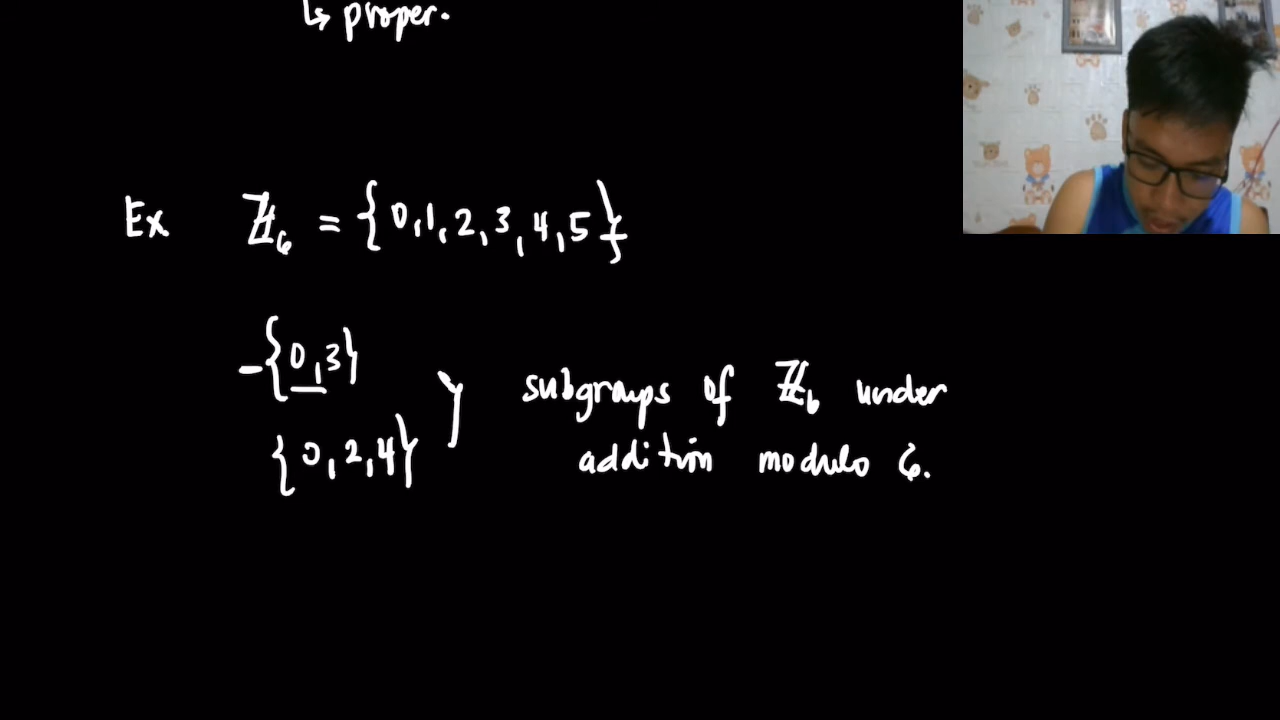 ↳ proper.
Ex ℤ₆ = {0,1,2,3,4,5}
- {0,3}
{0,2,4} } subgroups of ℤ₆ under
addition modulo 6.